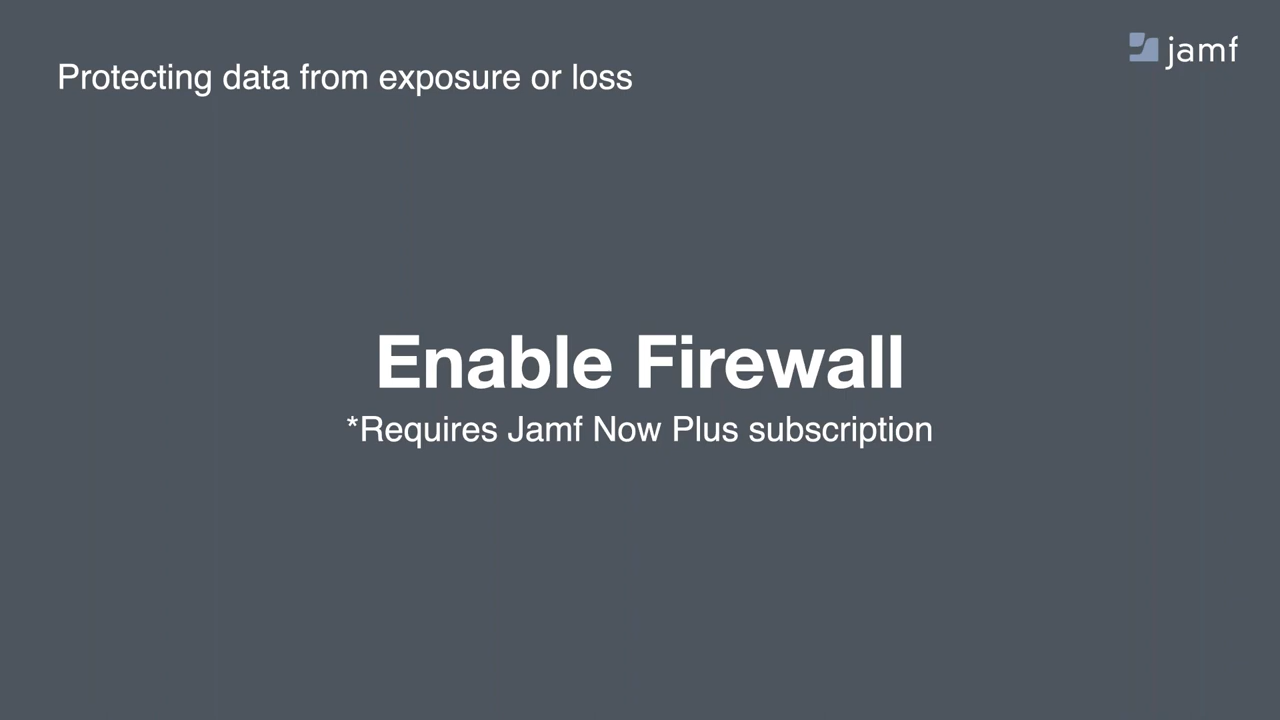 jamf
Protecting data from exposure or loss
Enable Firewall
*Requires Jamf Now Plus subscription